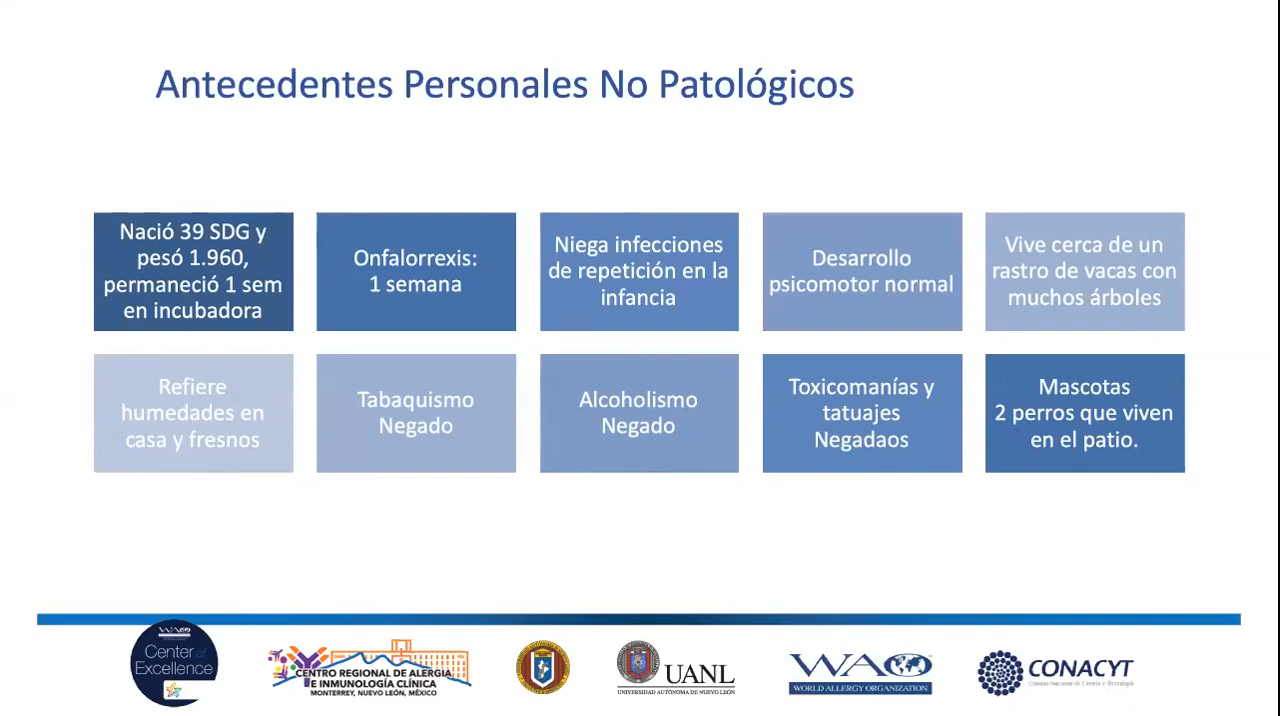 Antecedentes Personales No Patológicos
Nació 39 SDG y
pesó 1.960,
permaneció 1 sem
en incubadora
Onfalorrexis:
1 semana
Niega infecciones
de repetición en la
infancia
Desarrollo
psicomotor normal
Vive cerca de un
rastro de vacas con
muchos árboles
Refiere
humedades en
casa y fresnos
Tabaquismo
Negado
Alcoholismo
Negado
Toxicomanías y
tatuajes
Negadaos
Mascotas
2 perros que viven
en el patio.
WAO
Center of
Excellence
CENTRO REGIONAL DE ALERGIA
E INMUNOLOGÍA CLÍNICA
MONTERREY, NUEVO LEÓN, MÉXICO
UANL
UNIVERSIDAD AUTÓNOMA DE NUEVO LEÓN
WAO
WORLD ALLERGY ORGANIZATION
CONACYT
Consejo Nacional de Ciencia y Tecnología